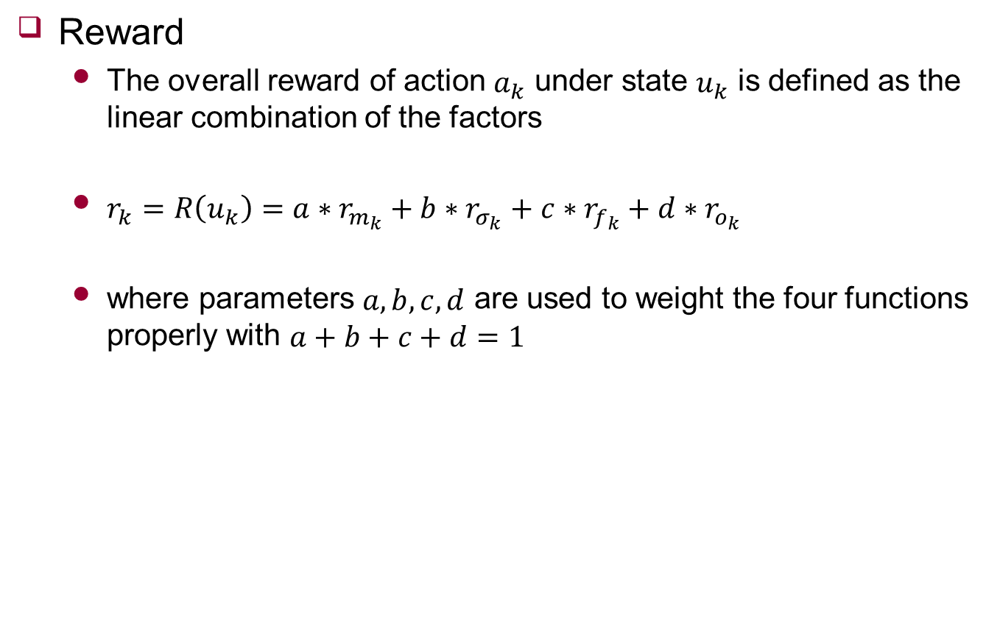 ❑ Reward
• The overall reward of action $a_k$ under state $u_k$ is defined as the
linear combination of the factors
• $r_k = R(u_k) = a * r_{m_k} + b * r_{\sigma_k} + c * r_{f_k} + d * r_{o_k}$
• where parameters $a, b, c, d$ are used to weight the four functions
properly with $a + b + c + d = 1$